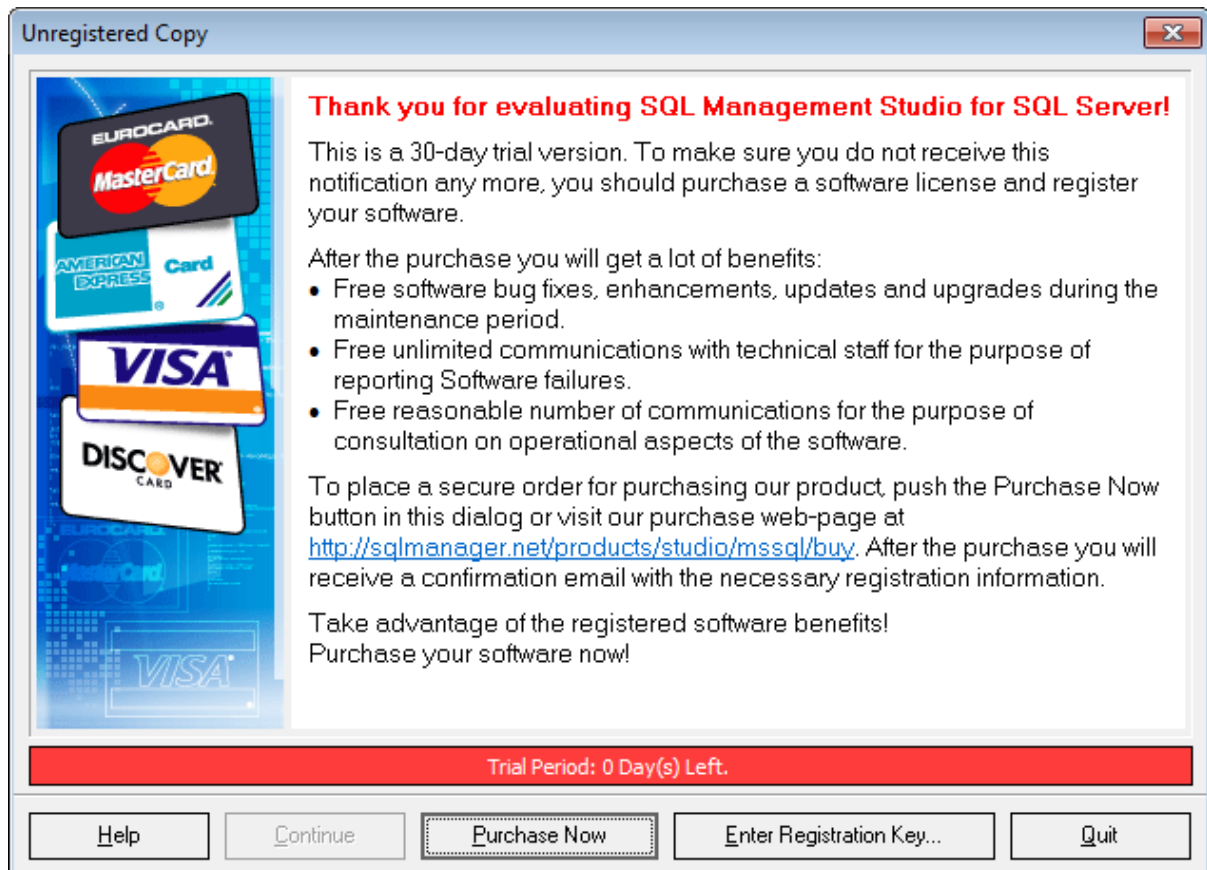 Unregistered Copy
EUROCARD.
MasterCard
AMERICAN EXPRESS Card
VISA
DISCOVER
CARD
EUROCARD.
MasterCard
VISA
Thank you for evaluating SQL Management Studio for SQL Server!
This is a 30-day trial version. To make sure you do not receive this
notification any more, you should purchase a software license and register
your software.
After the purchase you will get a lot of benefits:
• Free software bug fixes, enhancements, updates and upgrades during the
maintenance period.
• Free unlimited communications with technical staff for the purpose of
reporting Software failures.
• Free reasonable number of communications for the purpose of
consultation on operational aspects of the software.
To place a secure order for purchasing our product, push the Purchase Now
button in this dialog or visit our purchase web-page at
http://sqlmanager.net/products/studio/mssql/buy. After the purchase you will
receive a confirmation email with the necessary registration information.
Take advantage of the registered software benefits!
Purchase your software now!
Trial Period: 0 Day(s) Left.
Help Continue Purchase Now Enter Registration Key... Quit